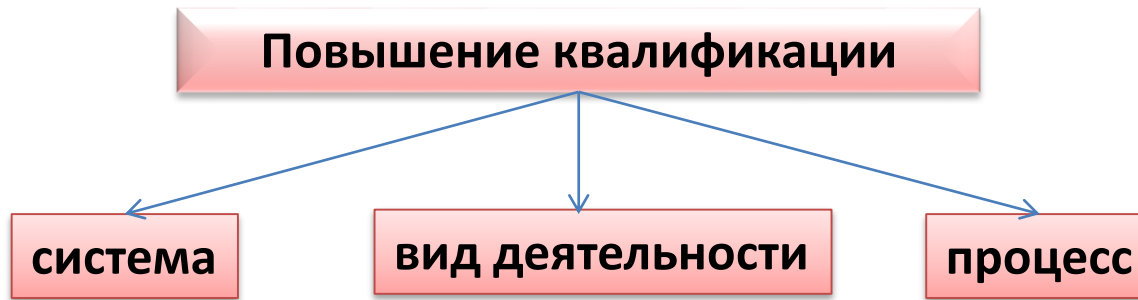 Повышение квалификации
система
вид деятельности
процесс